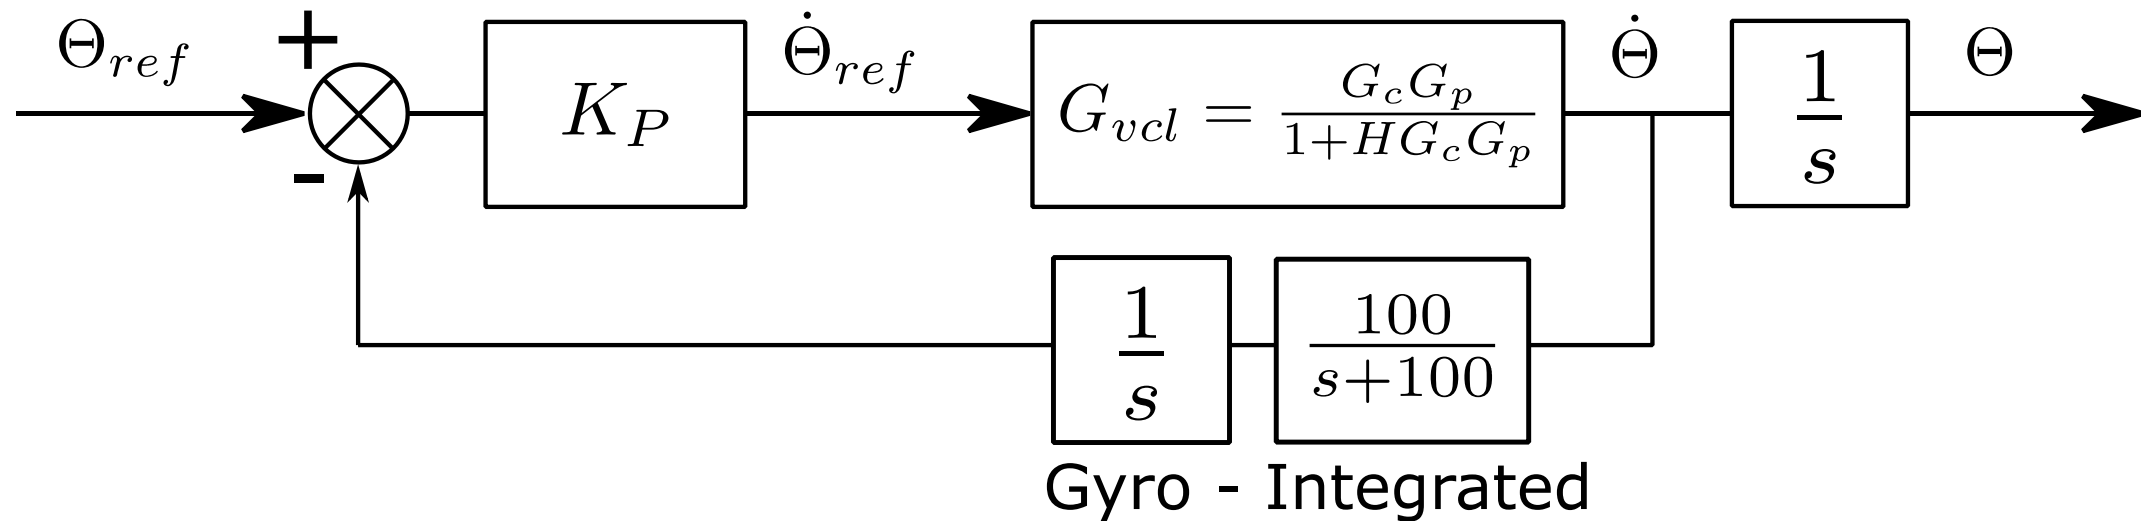 Θ_ref
+
-
K_P
Θ̇_ref
G_vcl = G_cG_p / 1+HG_cG_p
Θ̇
1/s
Θ
1/s
100/s+100
Gyro - Integrated